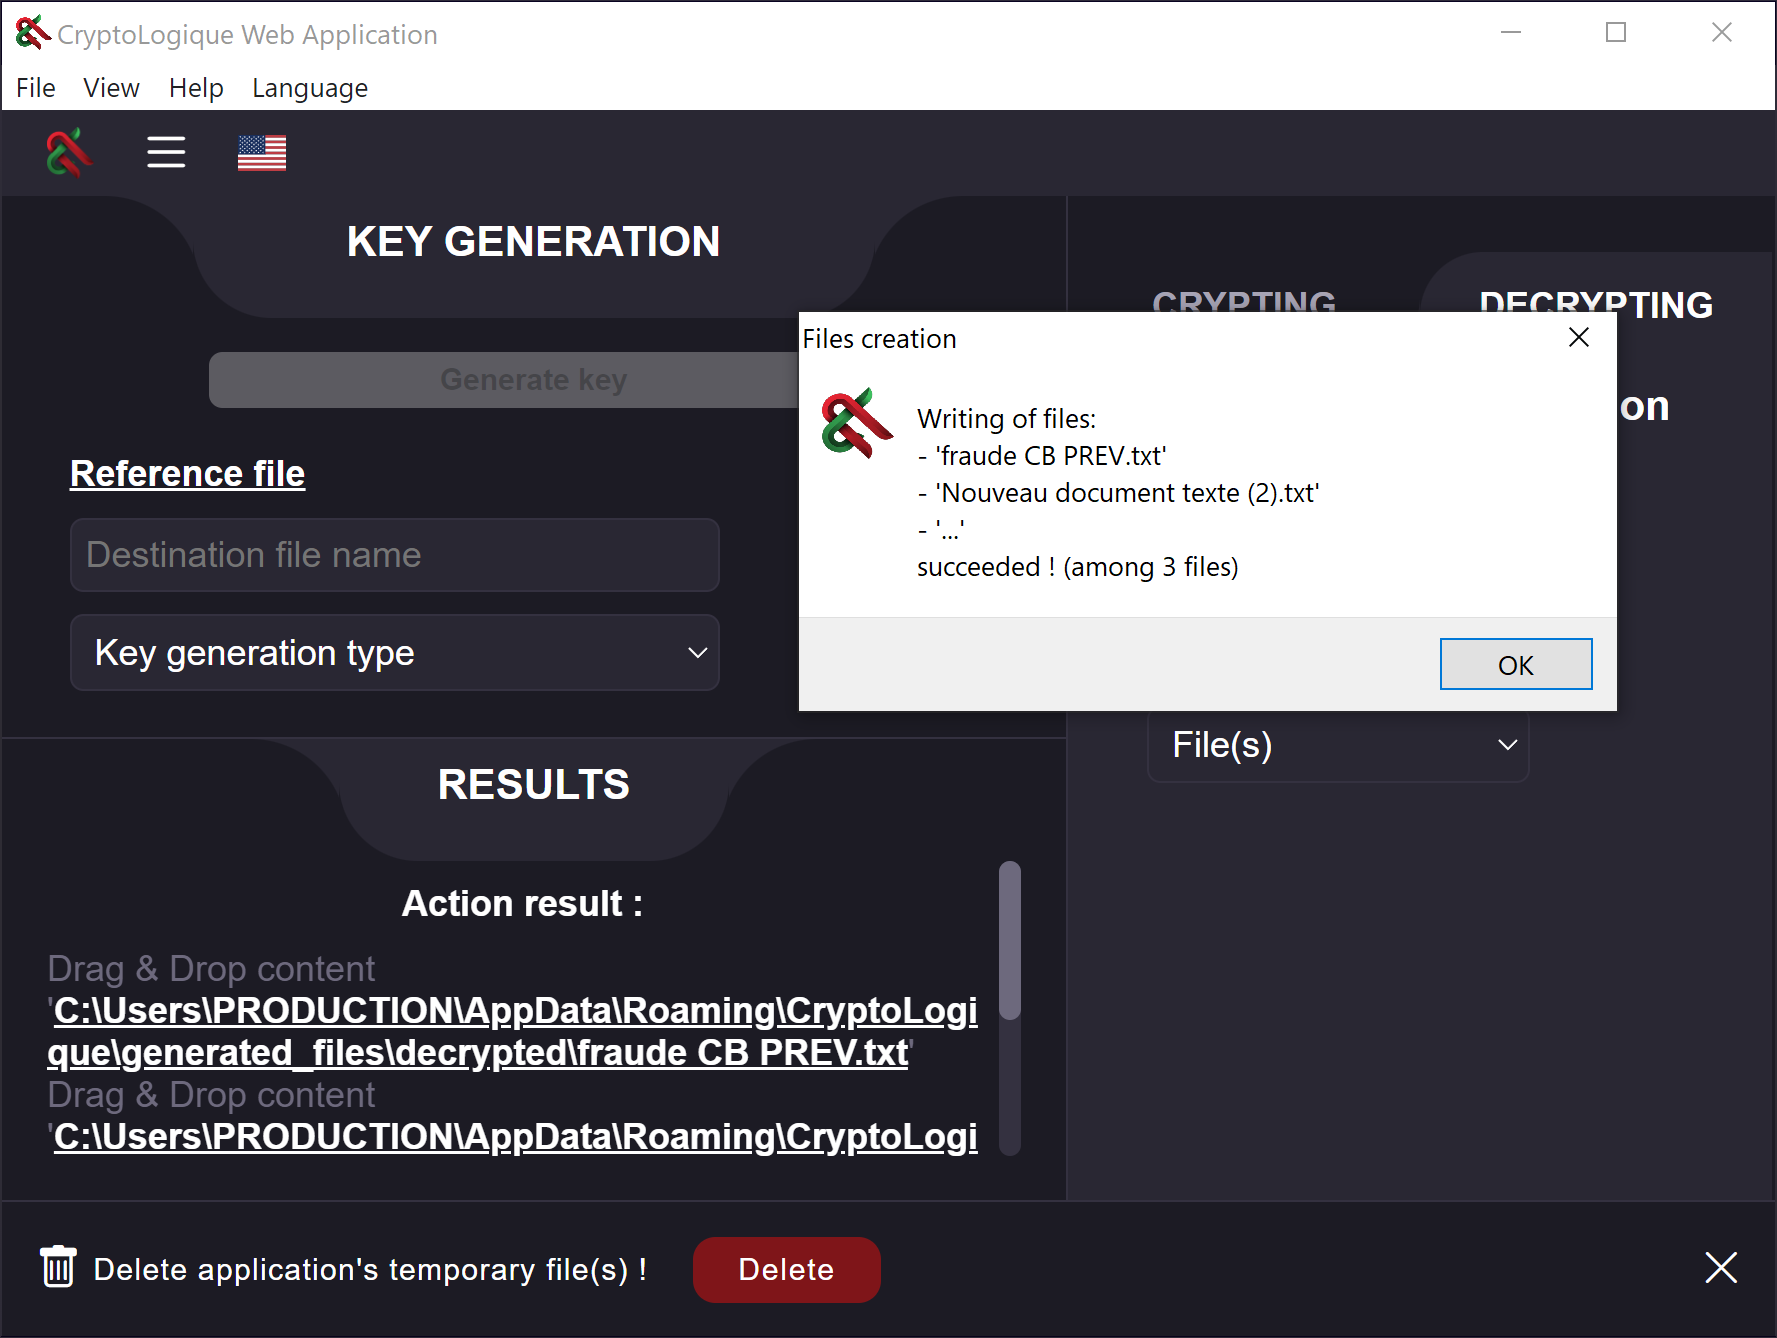 CryptoLogique Web Application
File View Help Language
KEY GENERATION
Generate key
Reference file
Destination file name
Key generation type
CRYPTING DECRYPTING
on
Files creation
Writing of files:
- 'fraude CB PREV.txt'
- 'Nouveau document texte (2).txt'
- '...'
succeeded ! (among 3 files)
OK
File(s)
RESULTS
Action result :
Drag & Drop content
'C:\Users\PRODUCTION\AppData\Roaming\CryptoLogi
que\generated_files\decrypted\fraude CB PREV.txt'
Drag & Drop content
'C:\Users\PRODUCTION\AppData\Roaming\CryptoLogi
Delete application's temporary file(s) !
Delete